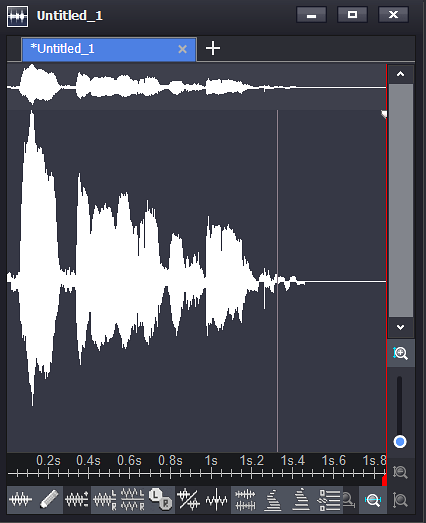 Untitled_1
*Untitled_1
0.2s 0.4s 0.6s 0.8s 1s 1s.2 1s.4 1s.6 1s.8
L R L R L R